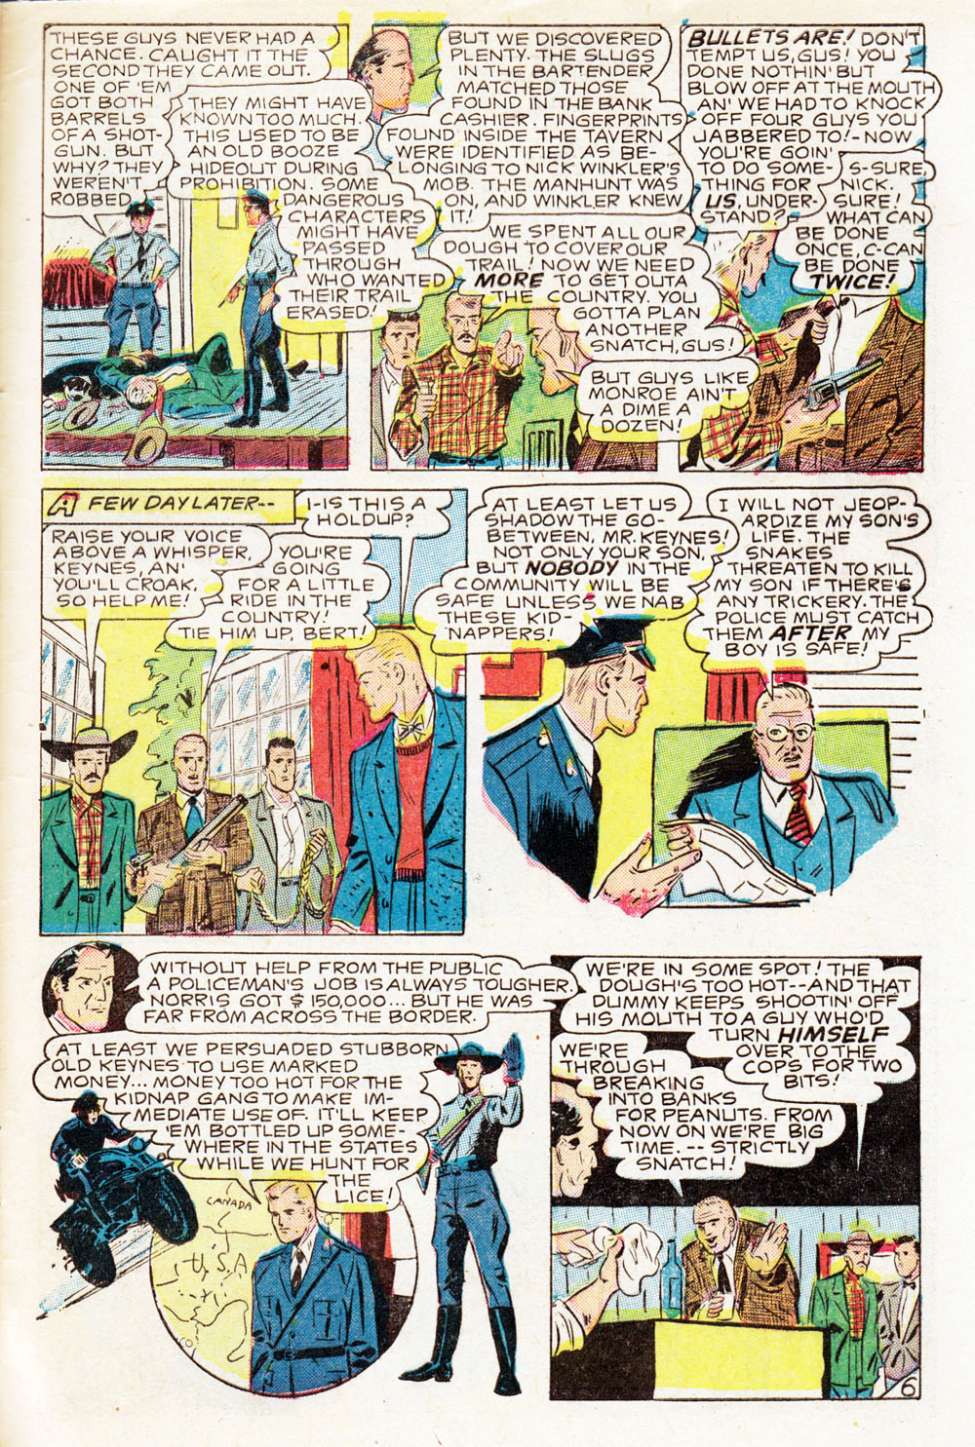 THESE GUYS NEVER HAD A
CHANCE. CAUGHT IT THE
SECOND THEY CAME OUT.
ONE OF 'EM
GOT BOTH
BARRELS
OF A SHOT-
GUN. BUT
WHY? THEY
WEREN'T
ROBBED.
THEY MIGHT HAVE
KNOWN TOO MUCH.
THIS USED TO BE
AN OLD BOOZE
HIDEOUT DURING
PROHIBITION. SOME
DANGEROUS
CHARACTERS
MIGHT HAVE
PASSED
THROUGH
WHO WANTED
THEIR TRAIL
ERASED!
BUT WE DISCOVERED
PLENTY. THE SLUGS
IN THE BARTENDER
MATCHED THOSE
FOUND IN THE BANK
CASHIER. FINGERPRINTS
FOUND INSIDE THE TAVERN
WERE IDENTIFIED AS BE-
LONGING TO NICK WINKLER'S
MOB. THE MANHUNT WAS
ON, AND WINKLER KNEW
IT!
WE SPENT ALL OUR
DOUGH TO COVER OUR
TRAIL! NOW WE NEED
MORE TO GET OUTA
THE COUNTRY. YOU
GOTTA PLAN
ANOTHER
SNATCH, GUS!
BUT GUYS LIKE
MONROE AIN'T
A DIME A
DOZEN!
BULLETS ARE! DON'T
TEMPT US, GUS! YOU
DONE NOTHIN' BUT
BLOW OFF AT THE MOUTH
AN' WE HAD TO KNOCK
OFF FOUR GUYS YOU
JABBERED TO!-NOW
YOU'RE GOIN'
TO DO SOME-
THING FOR
US, UNDER-
STAND?
S-SURE,
NICK.
SURE!
WHAT CAN
BE DONE
ONCE, C-CAN
BE DONE
TWICE!
A FEW DAY LATER--
RAISE YOUR VOICE
ABOVE A WHISPER,
KEYNES, AN'
YOU'LL CROAK,
SO HELP ME!
YOU'RE
GOING
FOR A LITTLE
RIDE IN THE
COUNTRY!
TIE HIM UP, BERT!
I-IS THIS A
HOLDUP?
AT LEAST LET US
SHADOW THE GO-
BETWEEN, MR. KEYNES!
NOT ONLY YOUR SON,
BUT NOBODY IN THE
COMMUNITY WILL BE
SAFE UNLESS WE NAB
THESE KID-
NAPPERS!
I WILL NOT JEOP-
ARDIZE MY SON'S
LIFE. THE
SNAKES
THREATEN TO KILL
MY SON IF THERE'S
ANY TRICKERY. THE
POLICE MUST CATCH
THEM AFTER MY
BOY IS SAFE!
WITHOUT HELP FROM THE PUBLIC
A POLICEMAN'S JOB IS ALWAYS TOUGHER.
NORRIS GOT $150,000... BUT HE WAS
FAR FROM ACROSS THE BORDER.
AT LEAST WE PERSUADED STUBBORN
OLD KEYNES TO USE MARKED
MONEY... MONEY TOO HOT FOR THE
KIDNAP GANG TO MAKE IM-
MEDIATE USE OF. IT'LL KEEP
'EM BOTTLED UP SOME-
WHERE IN THE STATES
WHILE WE HUNT FOR
THE
LICE!
CANADA
U.S.A
WE'RE IN SOME SPOT! THE
DOUGH'S TOO HOT--AND THAT
DUMMY KEEPS SHOOTIN' OFF
HIS MOUTH TO A GUY WHO'D
TURN HIMSELF
OVER TO THE
COPS FOR TWO
BITS!
WE'RE
THROUGH
BREAKING
INTO BANKS
FOR PEANUTS. FROM
NOW ON WE'RE BIG
TIME.--STRICTLY
SNATCH!
6